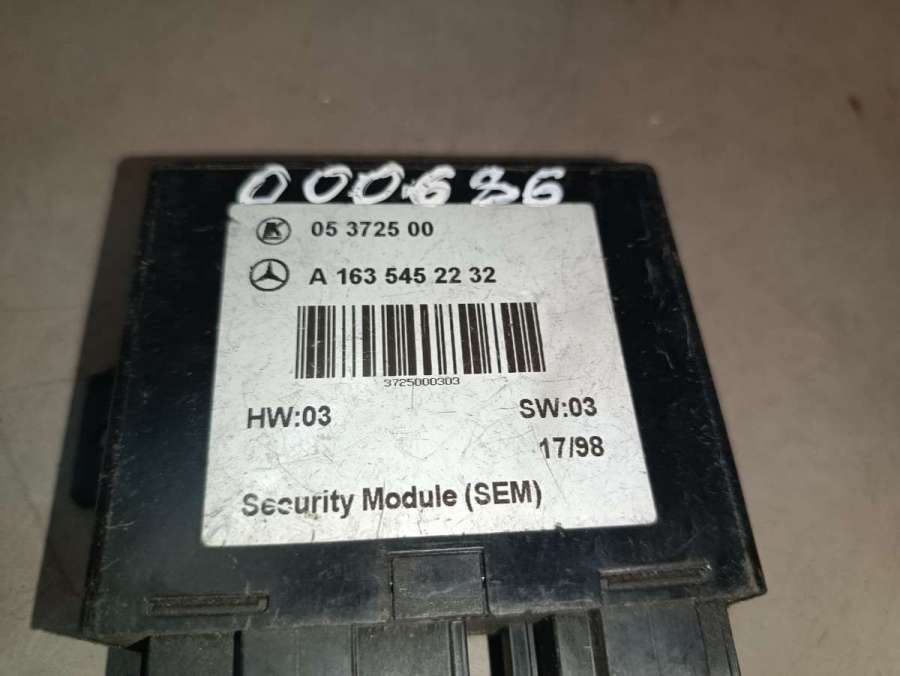 000686
05 3725 00
A 163 545 22 32
3725000303
HW:03
SW:03
17/98
Security Module (SEM)